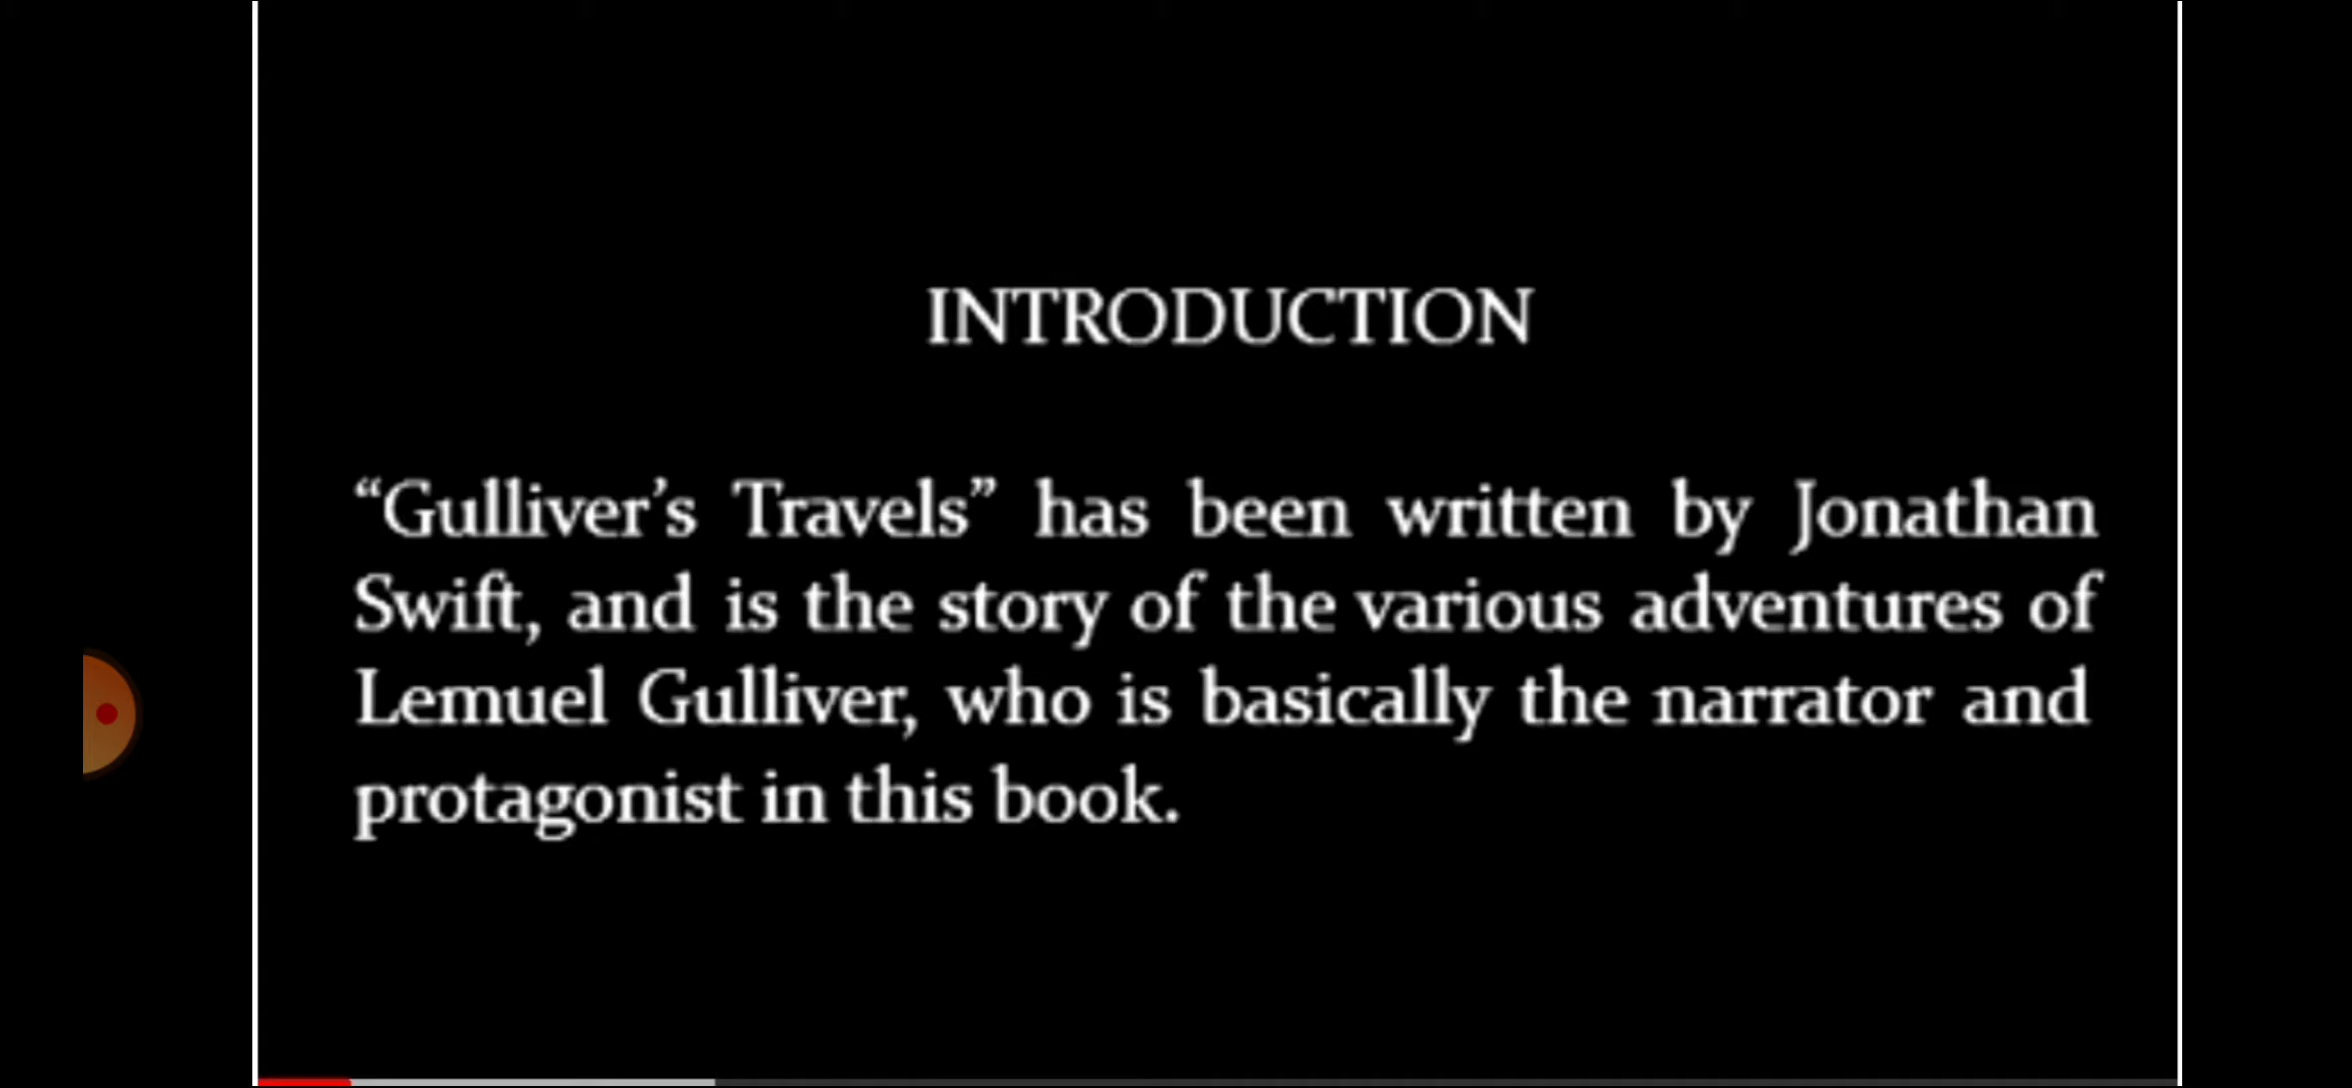 INTRODUCTION
“Gulliver’s Travels” has been written by Jonathan
Swift, and is the story of the various adventures of
Lemuel Gulliver, who is basically the narrator and
protagonist in this book.